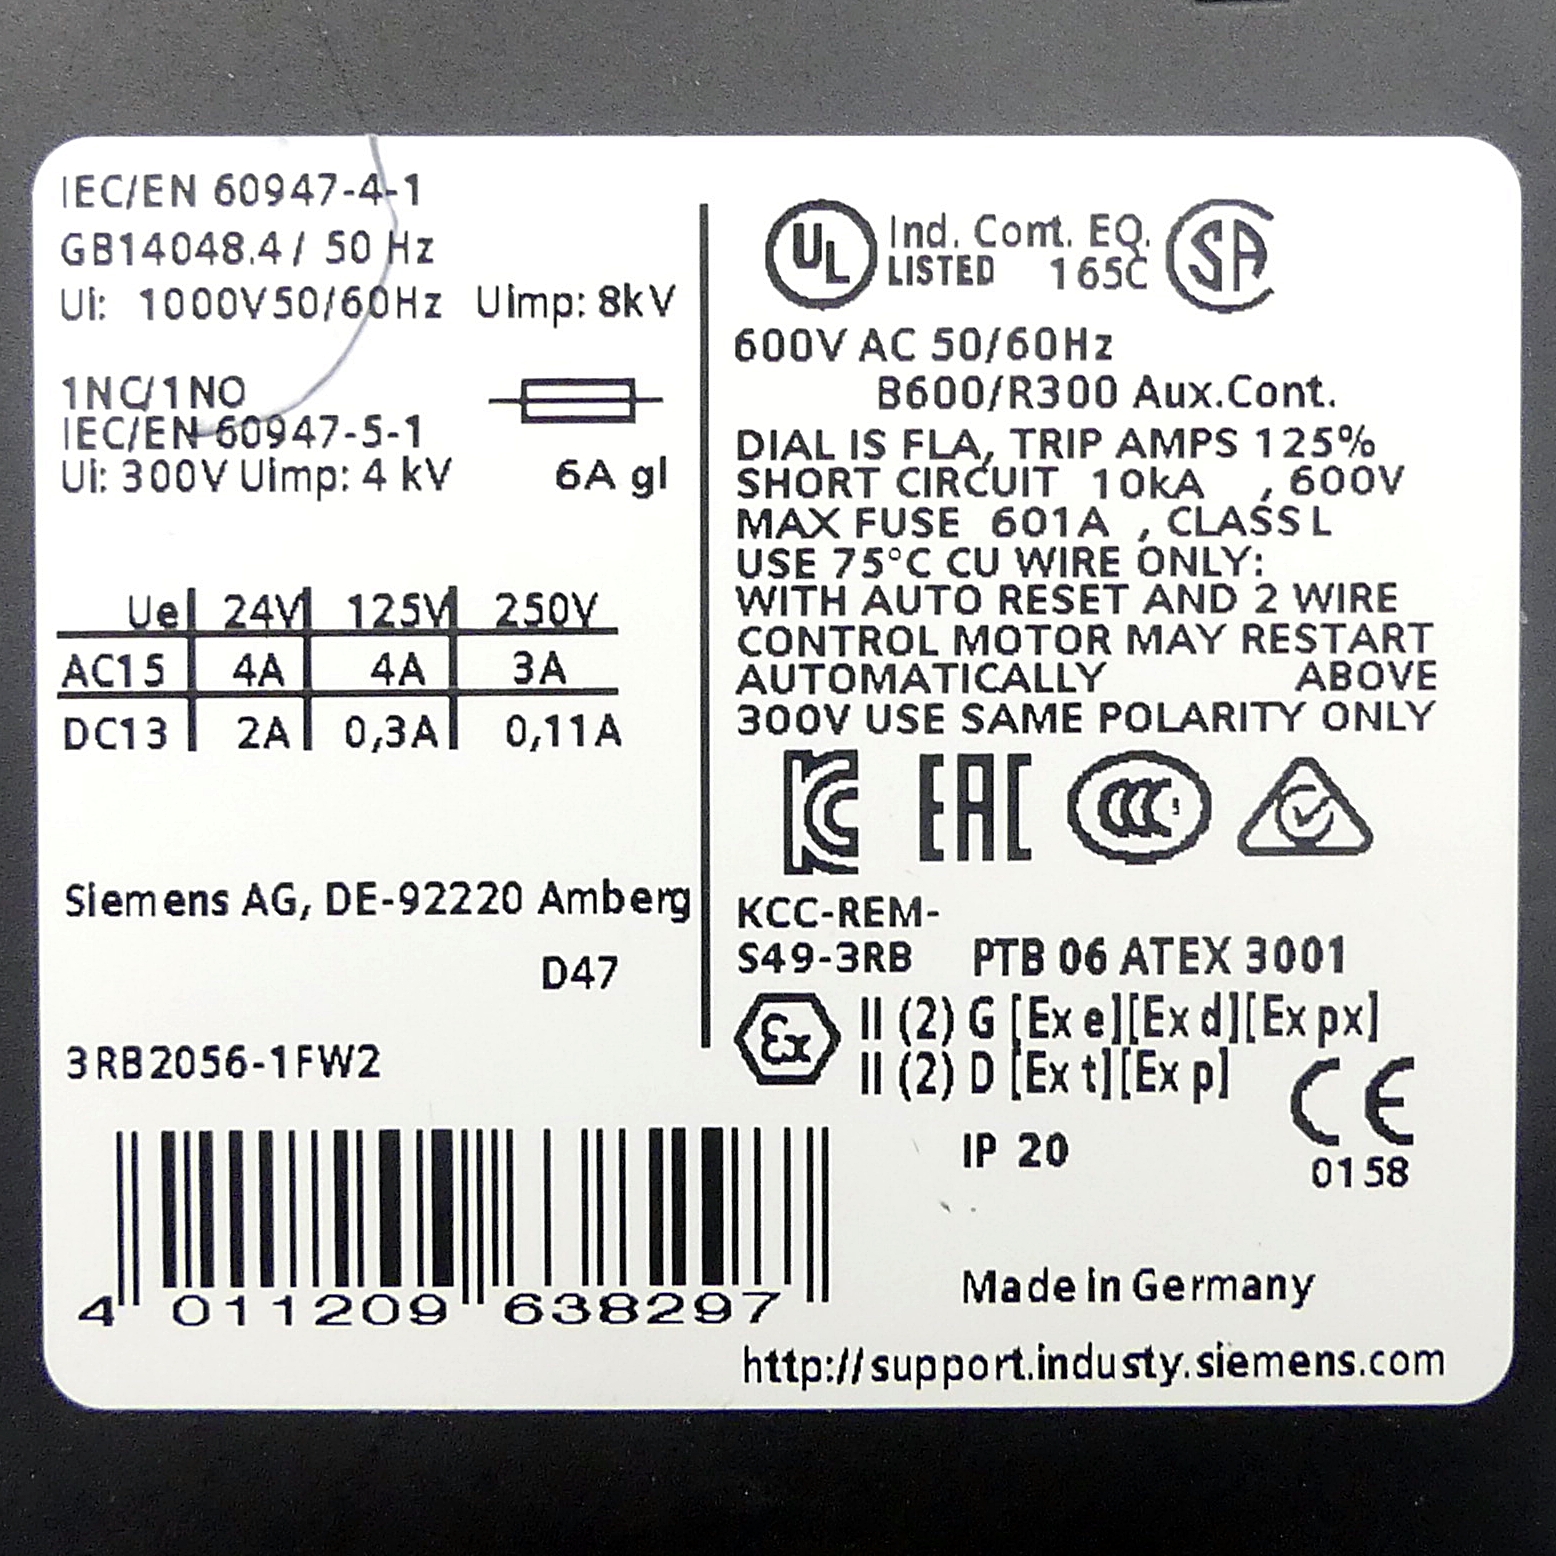 IEC/EN 60947-4-1
GB14048.4 / 50 Hz
Ui: 1000V50/60Hz Uimp: 8kV
1NC/1NO
IEC/EN 60947-5-1
Ui: 300V Uimp: 4 kV 6A gl
Ue 24V 125V 250V
AC15 4A 4A 3A
DC13 2A 0,3A 0,11A
Siemens AG, DE-92220 Amberg
D47
3RB2056-1FW2
4 011209 638297
UL Ind. Cont. EQ. SA
LISTED 165C
600V AC 50/60Hz
B600/R300 Aux.Cont.
DIAL IS FLA, TRIP AMPS 125%
SHORT CIRCUIT 10kA , 600V
MAX FUSE 601A , CLASS L
USE 75°C CU WIRE ONLY:
WITH AUTO RESET AND 2 WIRE
CONTROL MOTOR MAY RESTART
AUTOMATICALLY ABOVE
300V USE SAME POLARITY ONLY
KC EAC CCC
KCC-REM-
S49-3RB PTB 06 ATEX 3001
Ex II (2) G [Ex e][Ex d][Ex px]
II (2) D [Ex t][Ex p]
CE
IP 20
0158
Made in Germany
http://support.industy.siemens.com